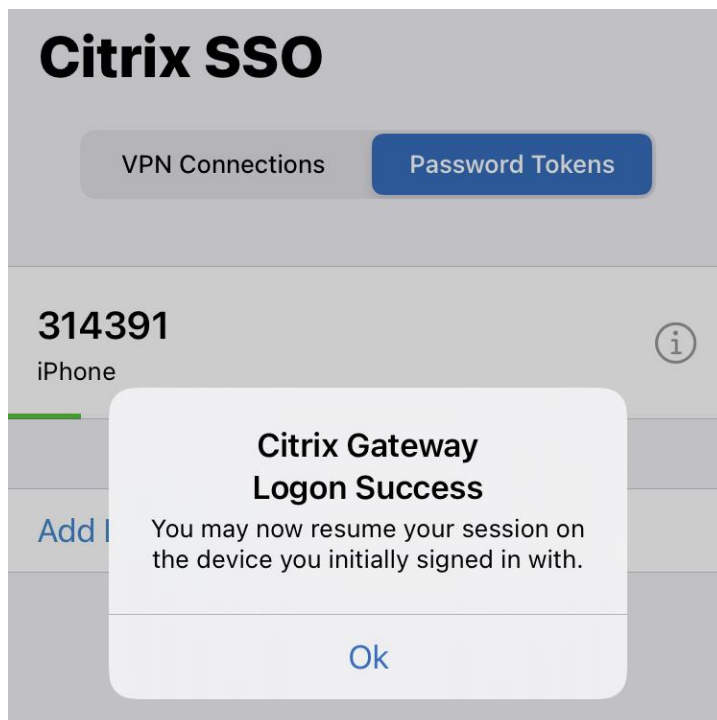 Citrix SSO
VPN Connections
Password Tokens
314391
iPhone
Citrix Gateway
Logon Success
Add
You may now resume your session on
the device you initially signed in with.
Ok